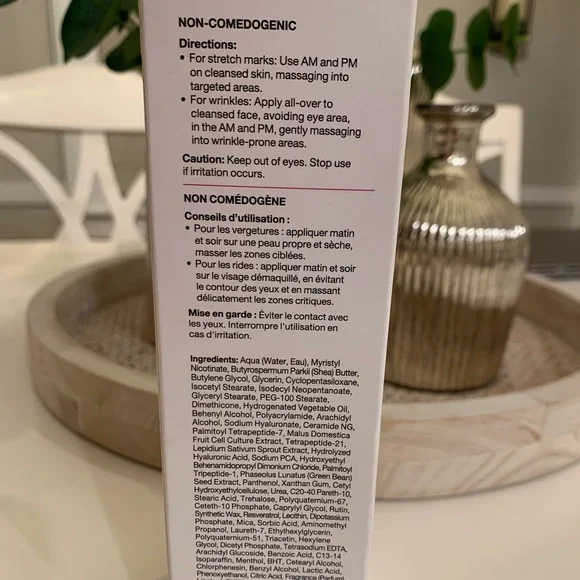 NON-COMEDOGENIC
Directions:
• For stretch marks: Use AM and PM
on cleansed skin, massaging into
targeted areas.
• For wrinkles: Apply all-over to
cleansed face, avoiding eye area,
in the AM and PM, gently massaging
into wrinkle-prone areas.
Caution: Keep out of eyes. Stop use
if irritation occurs.
NON COMÉDOGÈNE
Conseils d'utilisation :
• Pour les vergetures : appliquer matin
et soir sur une peau propre et sèche,
masser les zones ciblées.
• Pour les rides : appliquer matin et soir
sur le visage démaquillé, en évitant
le contour des yeux et en massant
délicatement les zones critiques.
Mise en garde : Éviter le contact avec
les yeux. Interrompre l'utilisation en
cas d'irritation.
Ingredients: Aqua (Water, Eau), Myristyl
Nicotinate, Butyrospermum Parkii (Shea) Butter,
Butylene Glycol, Glycerin, Cyclopentasiloxane,
Isocetyl Stearate, Isodecyl Neopentanoate,
Glyceryl Stearate, PEG-100 Stearate,
Dimethicone, Hydrogenated Vegetable Oil,
Behenyl Alcohol, Polyacrylamide, Arachidyl
Alcohol, Sodium Hyaluronate, Ceramide NG,
Palmitoyl Tetrapeptide-7, Malus Domestica
Fruit Cell Culture Extract, Tetrapeptide-21,
Lepidium Sativum Sprout Extract, Hydrolyzed
Hyaluronic Acid, Sodium PCA, Hydroxyethyl
Behenamidopropyl Dimonium Chloride, Palmitoyl
Tripeptide-1, Phaseolus Lunatus (Green Bean)
Seed Extract, Panthenol, Xanthan Gum, Cetyl
Hydroxyethylcellulose, Urea, C20-40 Pareth-10,
Stearic Acid, Trehalose, Polyquaternium-67,
Ceteth-10 Phosphate, Caprylyl Glycol, Rutin,
Synthetic Wax, Resveratrol, Lecithin, Dipotassium
Phosphate, Mica, Sorbic Acid, Aminomethyl
Propanol, Laureth-7, Ethylhexylglycerin,
Polyquaternium-51, Triacetin, Hexylene
Glycol, Dicetyl Phosphate, Tetrasodium EDTA,
Arachidyl Glucoside, Benzoic Acid, C13-14
Isoparaffin, Menthol, BHT, Cetearyl Alcohol,
Chlorphenesin, Benzyl Alcohol, Lactic Acid,
Phenoxyethanol, Citric Acid, Fragrance (Parfum)